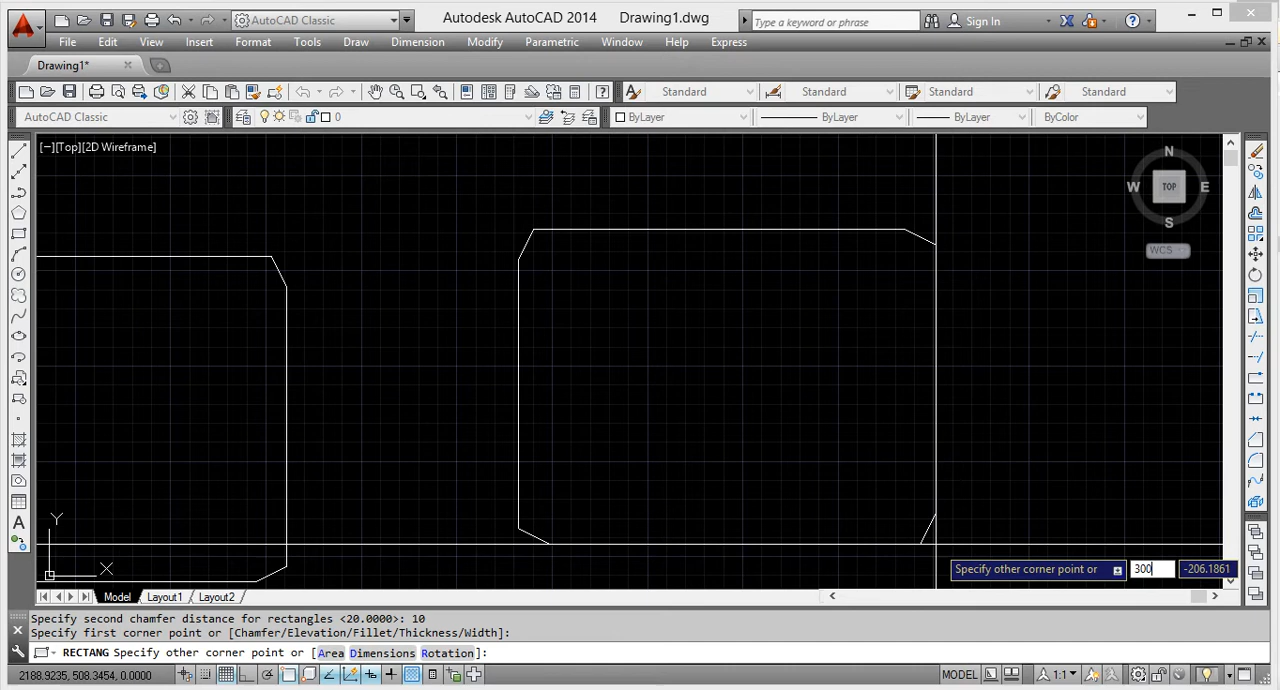 AutoCAD Classic Autodesk AutoCAD 2014 Drawing1.dwg Type a keyword or phrase Sign In
File Edit View Insert Format Tools Draw Dimension Modify Parametric Window Help Express
Drawing1*
Standard Standard Standard Standard
AutoCAD Classic 0 ByLayer ByLayer ByLayer ByColor
[−][Top][2D Wireframe]
N
W TOP E
S
WCS
Y
X
Specify other corner point or 300 -206.1861
Model Layout1 Layout2
Specify second chamfer distance for rectangles <20.0000>: 10
Specify first corner point or [Chamfer/Elevation/Fillet/Thickness/Width]:
RECTANG Specify other corner point or [Area Dimensions Rotation]:
2188.9235, 508.3454, 0.0000 MODEL 1:1